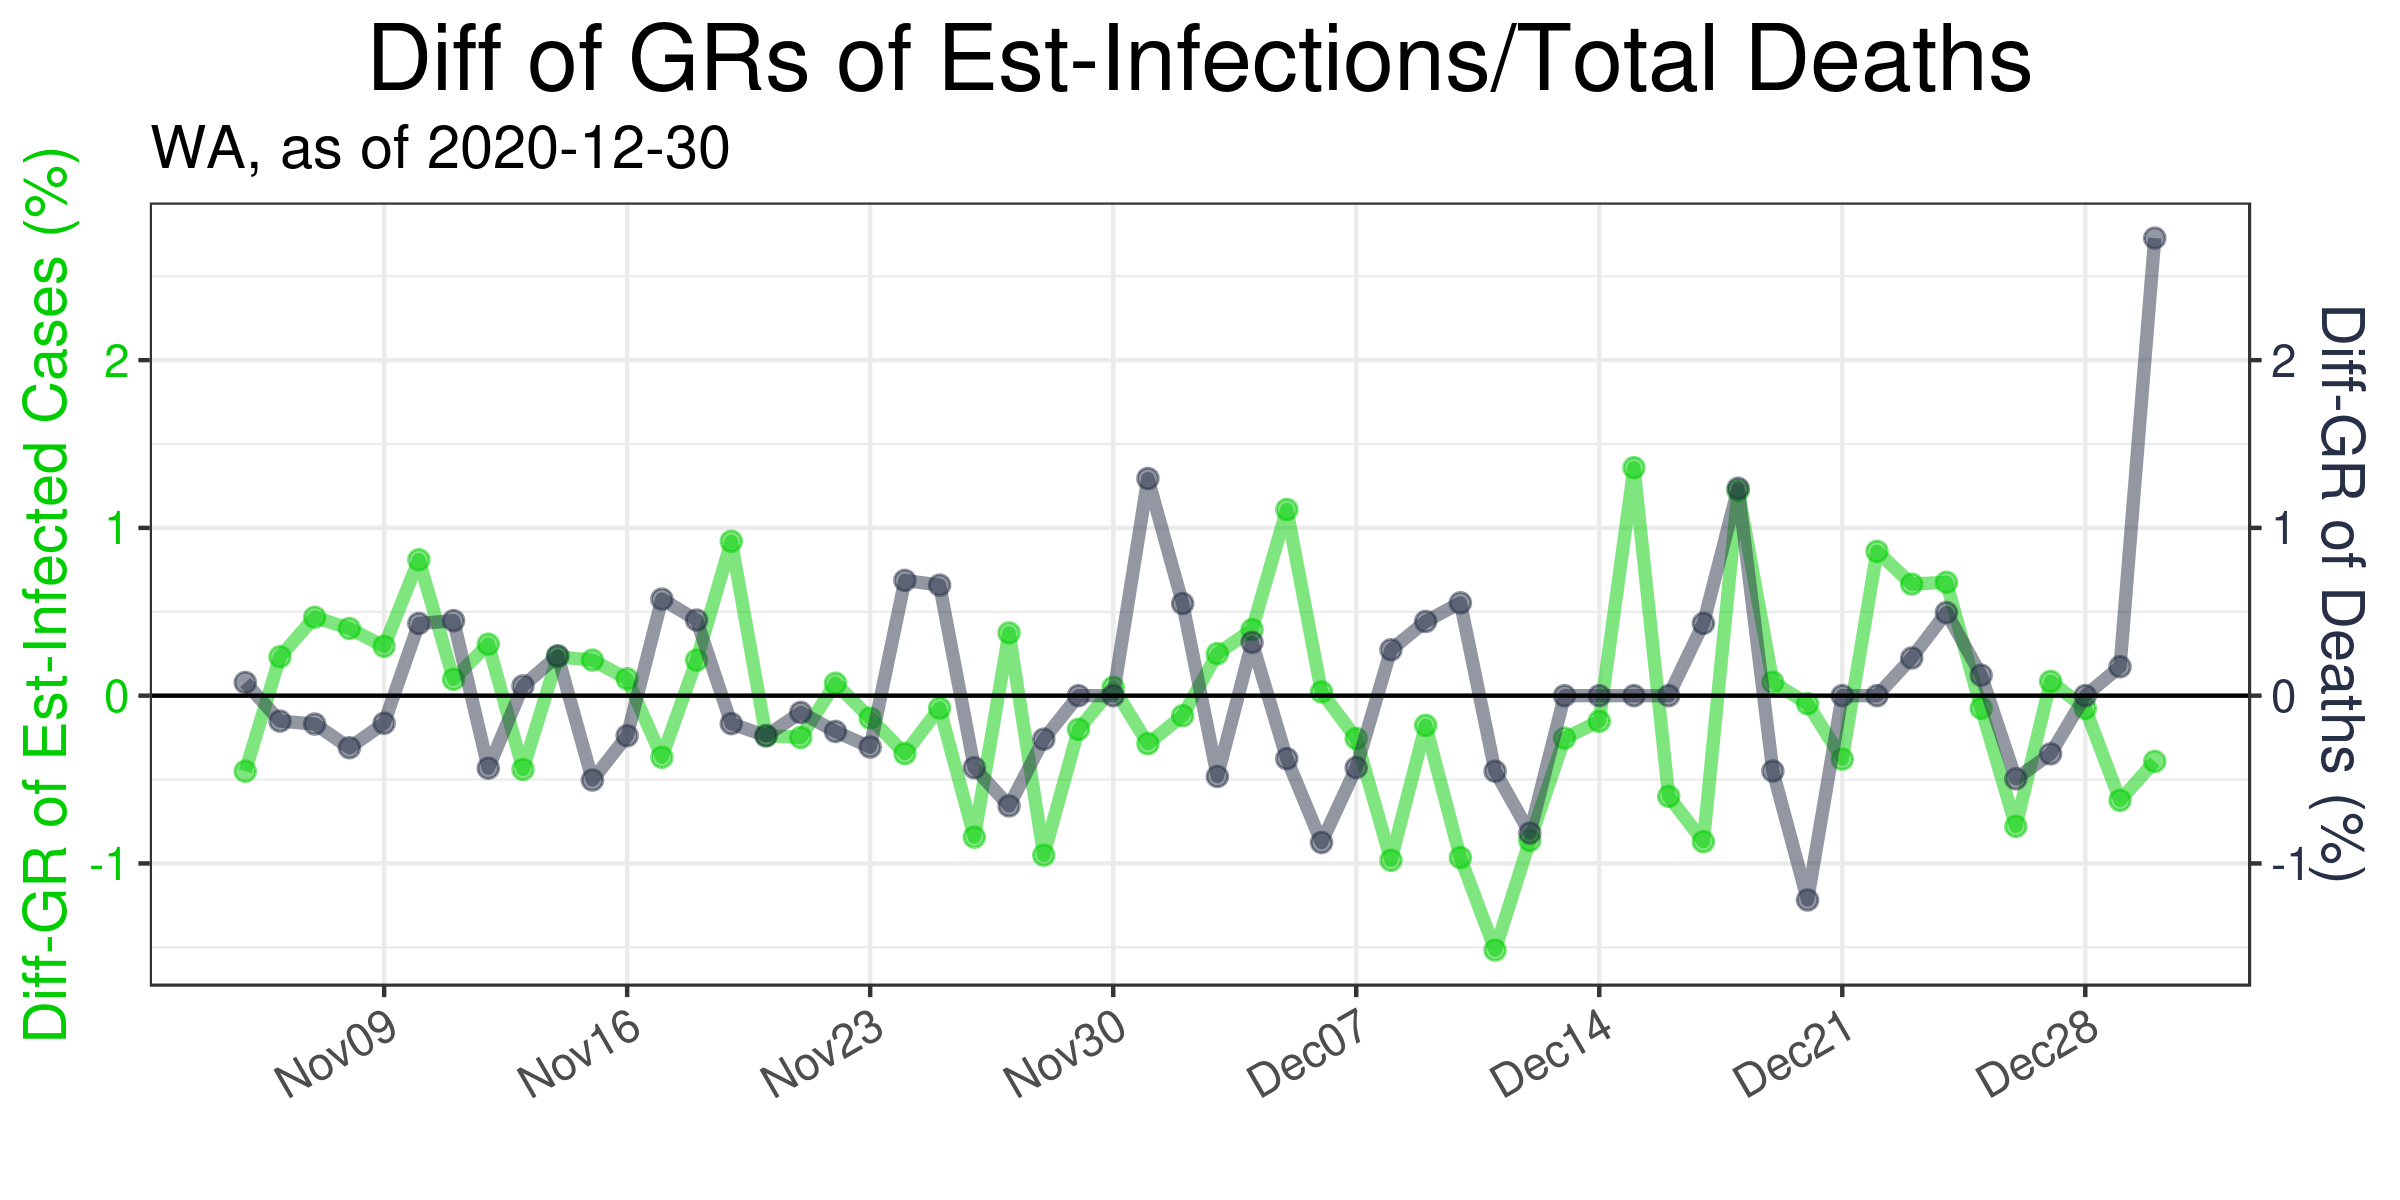 Diff of GRs of Est-Infections/Total Deaths
WA, as of 2020-12-30
Diff-GR of Est-Infected Cases (%)
2
1
0
-1
2
1
0
-1
Diff-GR of Deaths (%)
Nov09
Nov16
Nov23
Nov30
Dec07
Dec14
Dec21
Dec28